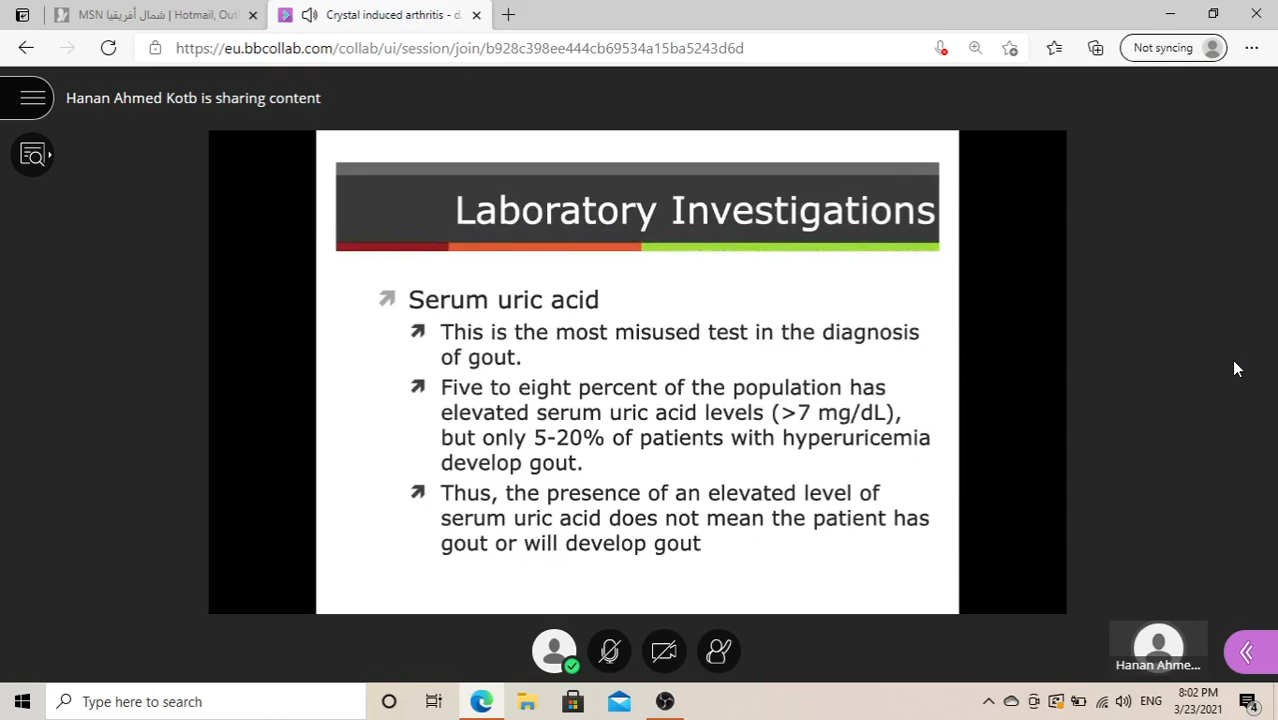 MSN شمال أفريقيا | Hotmail, Outl
Crystal induced arthritis - d
https://eu.bbcollab.com/collab/ui/session/join/b928c398ee444cb69534a15ba5243d6d
Not syncing
Hanan Ahmed Kotb is sharing content
Laboratory Investigations
Serum uric acid
This is the most misused test in the diagnosis
of gout.
Five to eight percent of the population has
elevated serum uric acid levels (>7 mg/dL),
but only 5-20% of patients with hyperuricemia
develop gout.
Thus, the presence of an elevated level of
serum uric acid does not mean the patient has
gout or will develop gout
Hanan Ahme...
Type here to search
ENG
8:02 PM
3/23/2021
4